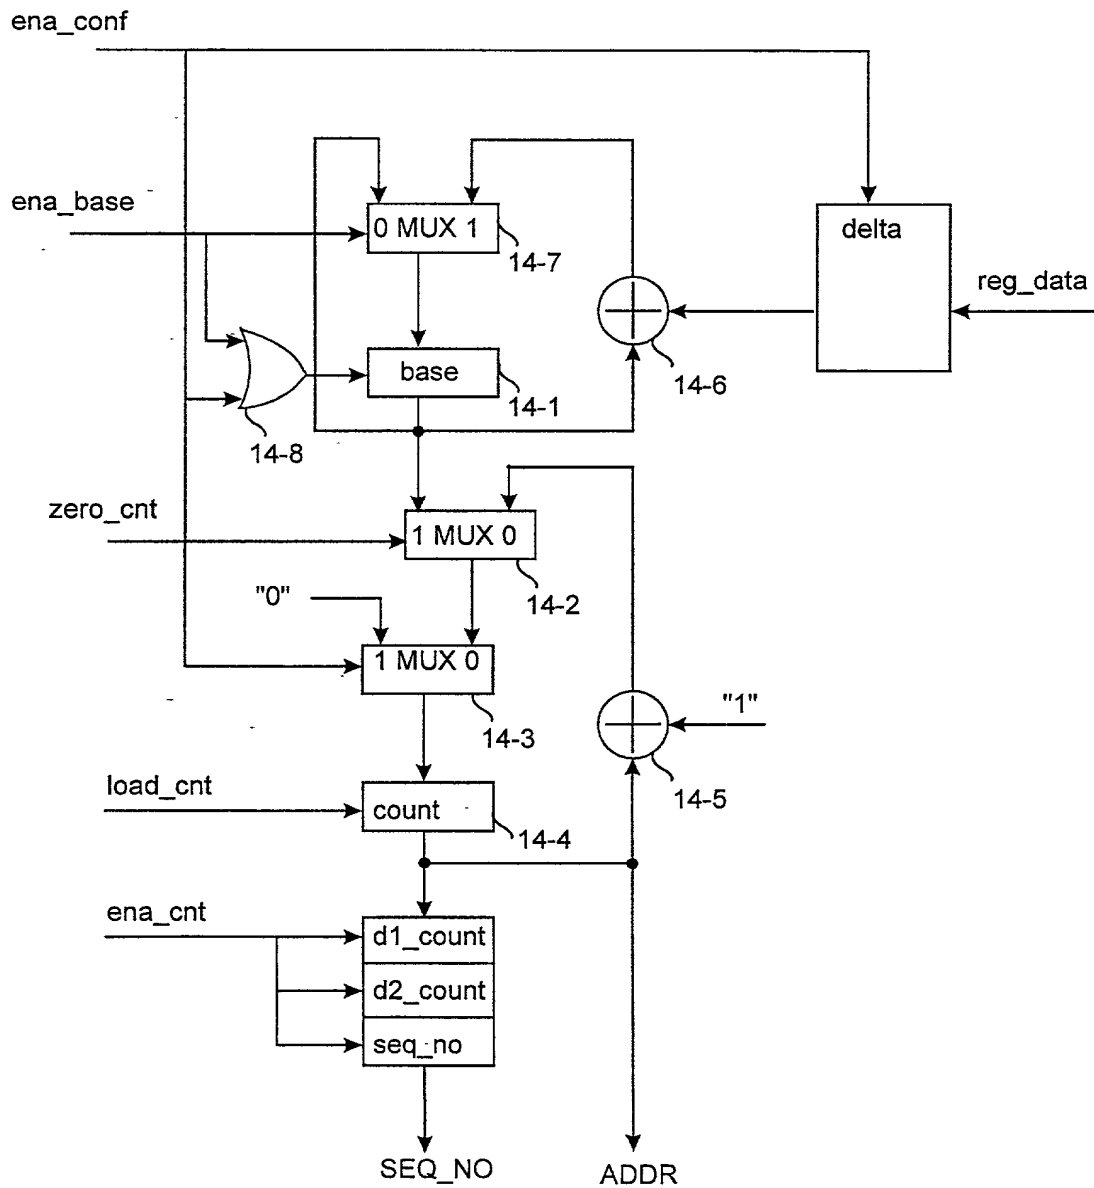 ena_conf
ena_base
0 MUX 1
14-7
delta
reg_data
base
14-1
14-6
14-8
zero_cnt
1 MUX 0
14-2
"0"
1 MUX 0
14-3
"1"
load_cnt
count
14-4
14-5
ena_cnt
d1_count
d2_count
seq_no
SEQ_NO
ADDR